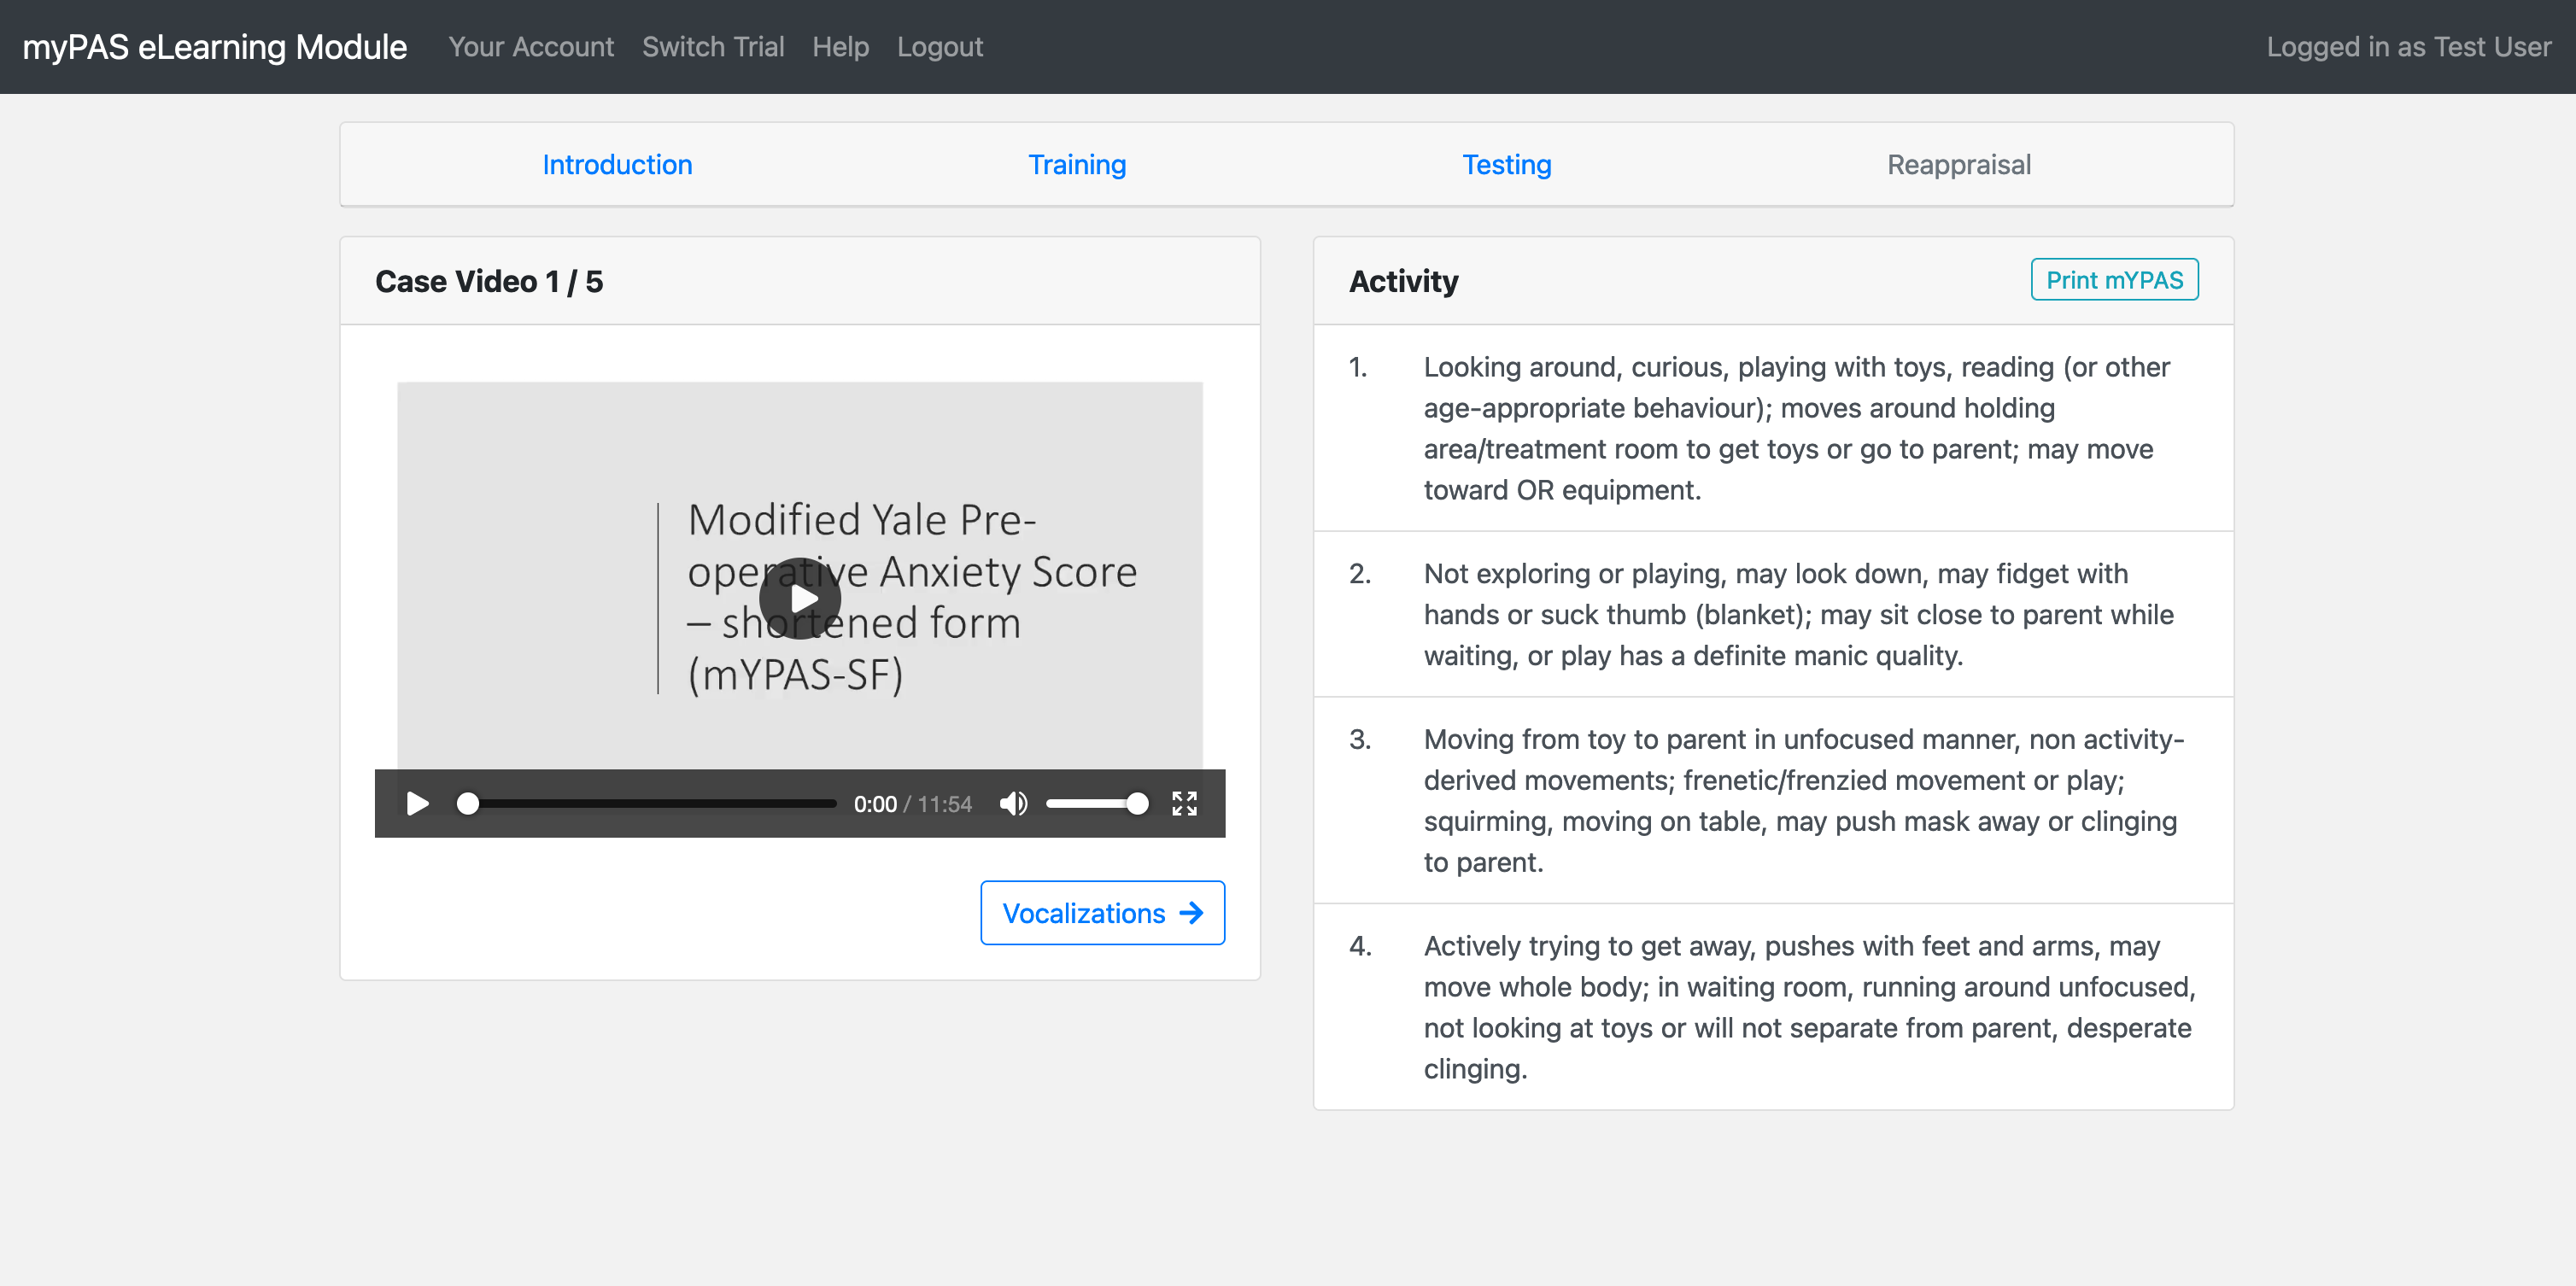 myPAS eLearning Module Your Account Switch Trial Help Logout Logged in as Test User
Introduction Training Testing Reappraisal
Case Video 1 / 5
Modified Yale Pre-
operative Anxiety Score
– shortened form
(mYPAS-SF)
0:00 / 11:54
Vocalizations →
Activity Print mYPAS
1. Looking around, curious, playing with toys, reading (or other
age-appropriate behaviour); moves around holding
area/treatment room to get toys or go to parent; may move
toward OR equipment.
2. Not exploring or playing, may look down, may fidget with
hands or suck thumb (blanket); may sit close to parent while
waiting, or play has a definite manic quality.
3. Moving from toy to parent in unfocused manner, non activity-
derived movements; frenetic/frenzied movement or play;
squirming, moving on table, may push mask away or clinging
to parent.
4. Actively trying to get away, pushes with feet and arms, may
move whole body; in waiting room, running around unfocused,
not looking at toys or will not separate from parent, desperate
clinging.